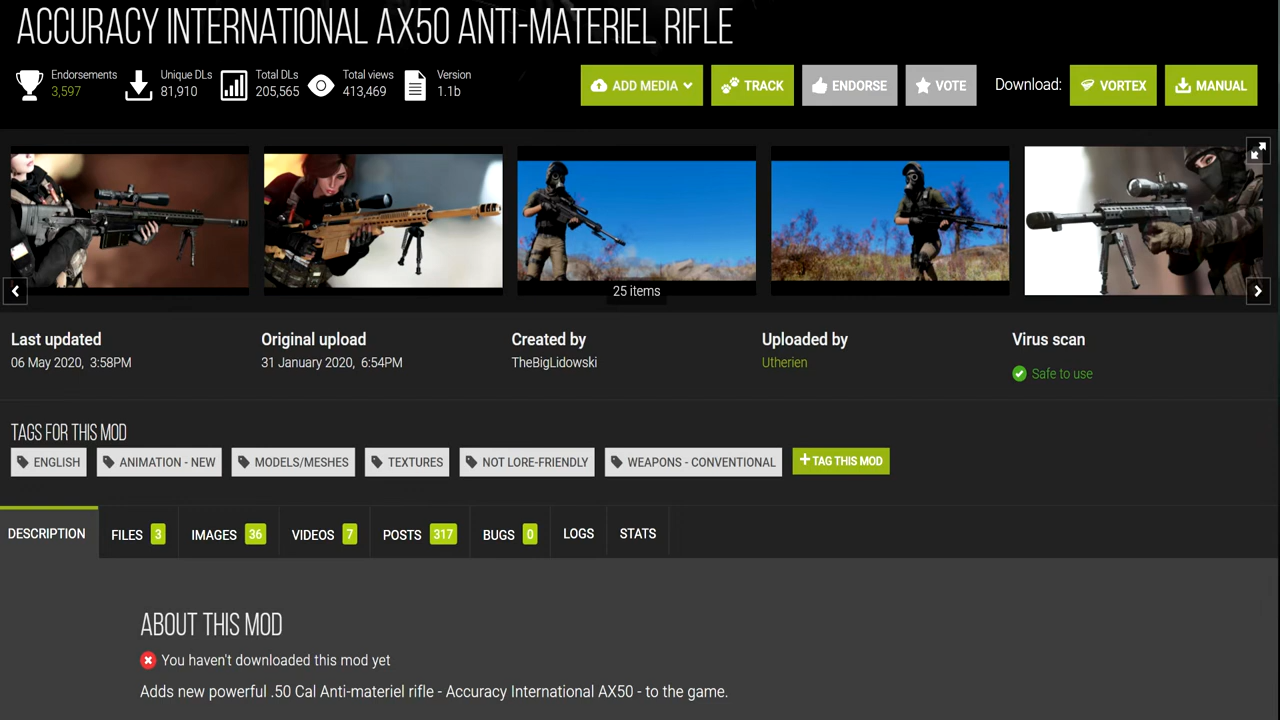 ACCURACY INTERNATIONAL AX50 ANTI-MATERIEL RIFLE
Endorsements
3,597
Unique DLs
81,910
Total DLs
205,565
Total views
413,469
Version
1.1b
ADD MEDIA
TRACK
ENDORSE
VOTE
Download:
VORTEX
MANUAL
25 items
Last updated
06 May 2020, 3:58PM
Original upload
31 January 2020, 6:54PM
Created by
TheBigLidowski
Uploaded by
Utherien
Virus scan
Safe to use
TAGS FOR THIS MOD
ENGLISH
ANIMATION - NEW
MODELS/MESHES
TEXTURES
NOT LORE-FRIENDLY
WEAPONS - CONVENTIONAL
+TAG THIS MOD
DESCRIPTION
FILES 3
IMAGES 36
VIDEOS 7
POSTS 317
BUGS 0
LOGS
STATS
ABOUT THIS MOD
You haven't downloaded this mod yet
Adds new powerful .50 Cal Anti-materiel rifle - Accuracy International AX50 - to the game.